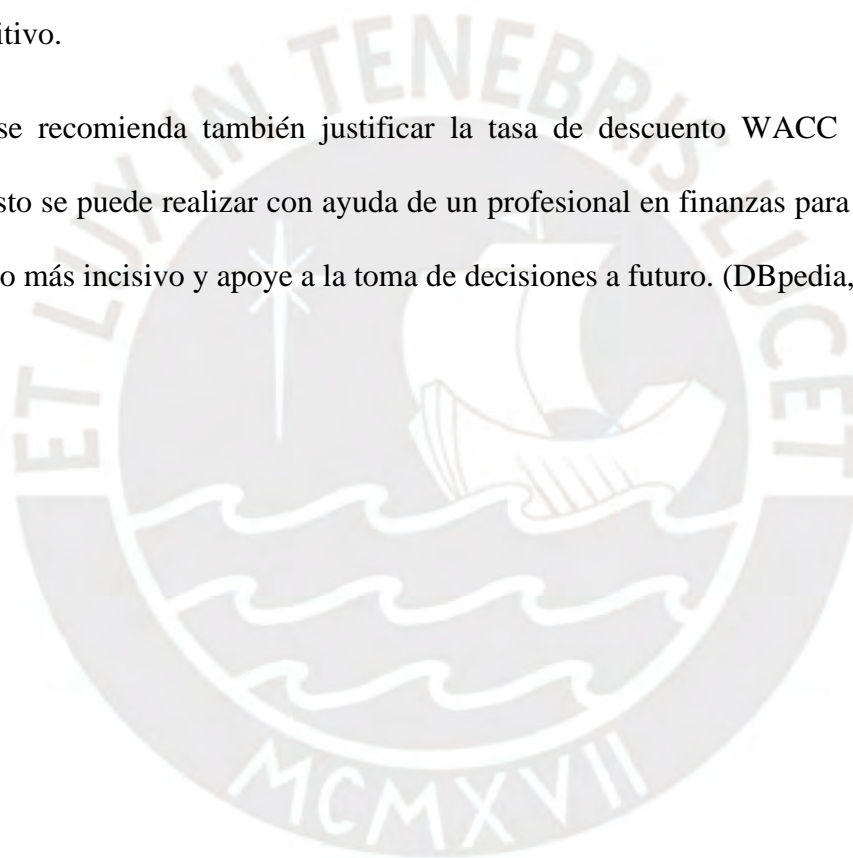 itivo.
se recomienda también justificar la tasa de descuento WACC
sto se puede realizar con ayuda de un profesional en finanzas para
o más incisivo y apoye a la toma de decisiones a futuro. (DBpedia,
ET LUX IN TENEBRIS LUCET
MCMXVII